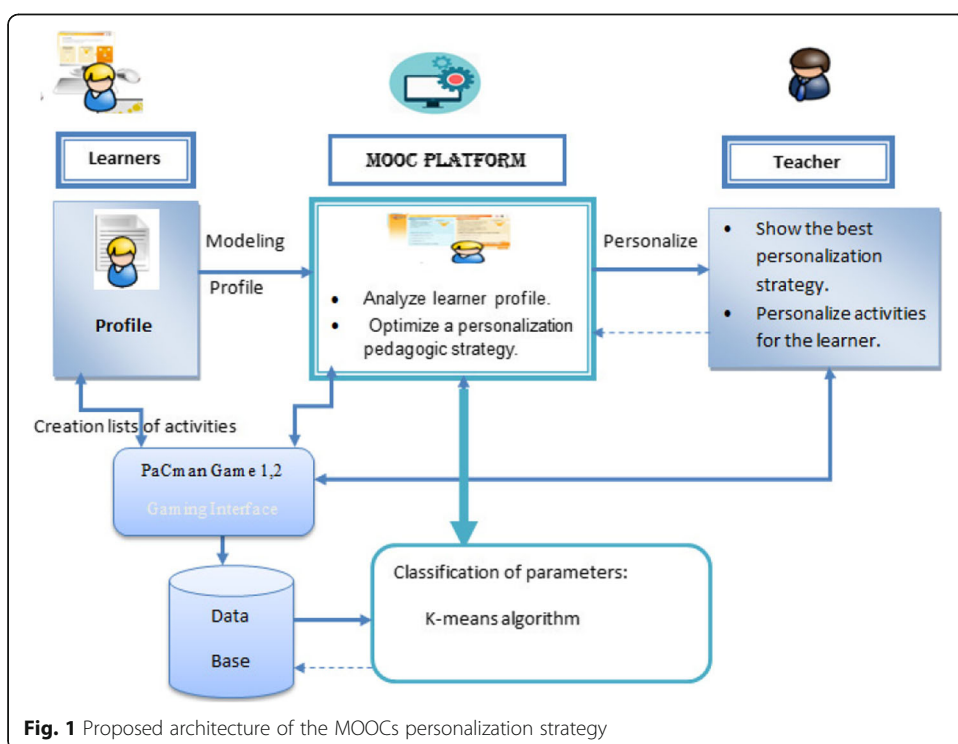 Learners
MOOC PLATFORM
Teacher
Profile
Modeling
Profile
• Analyze learner profile.
• Optimize a personalization
pedagogic strategy.
Personalize
• Show the best
personalization
strategy.
• Personalize activities
for the learner.
Creation lists of activities
PaCman Game 1,2
Gaming Interface
Data
Base
Classification of parameters:
K-means algorithm
Fig. 1 Proposed architecture of the MOOCs personalization strategy